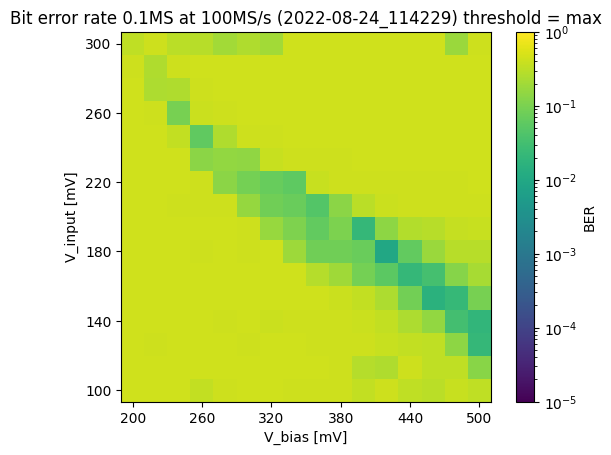 Bit error rate 0.1MS at 100MS/s (2022-08-24_114229) threshold = max
300
260
220
180
140
100
V_input [mV]
200 260 320 380 440 500
V_bias [mV]
10^0
10^-1
10^-2
10^-3
10^-4
10^-5
BER